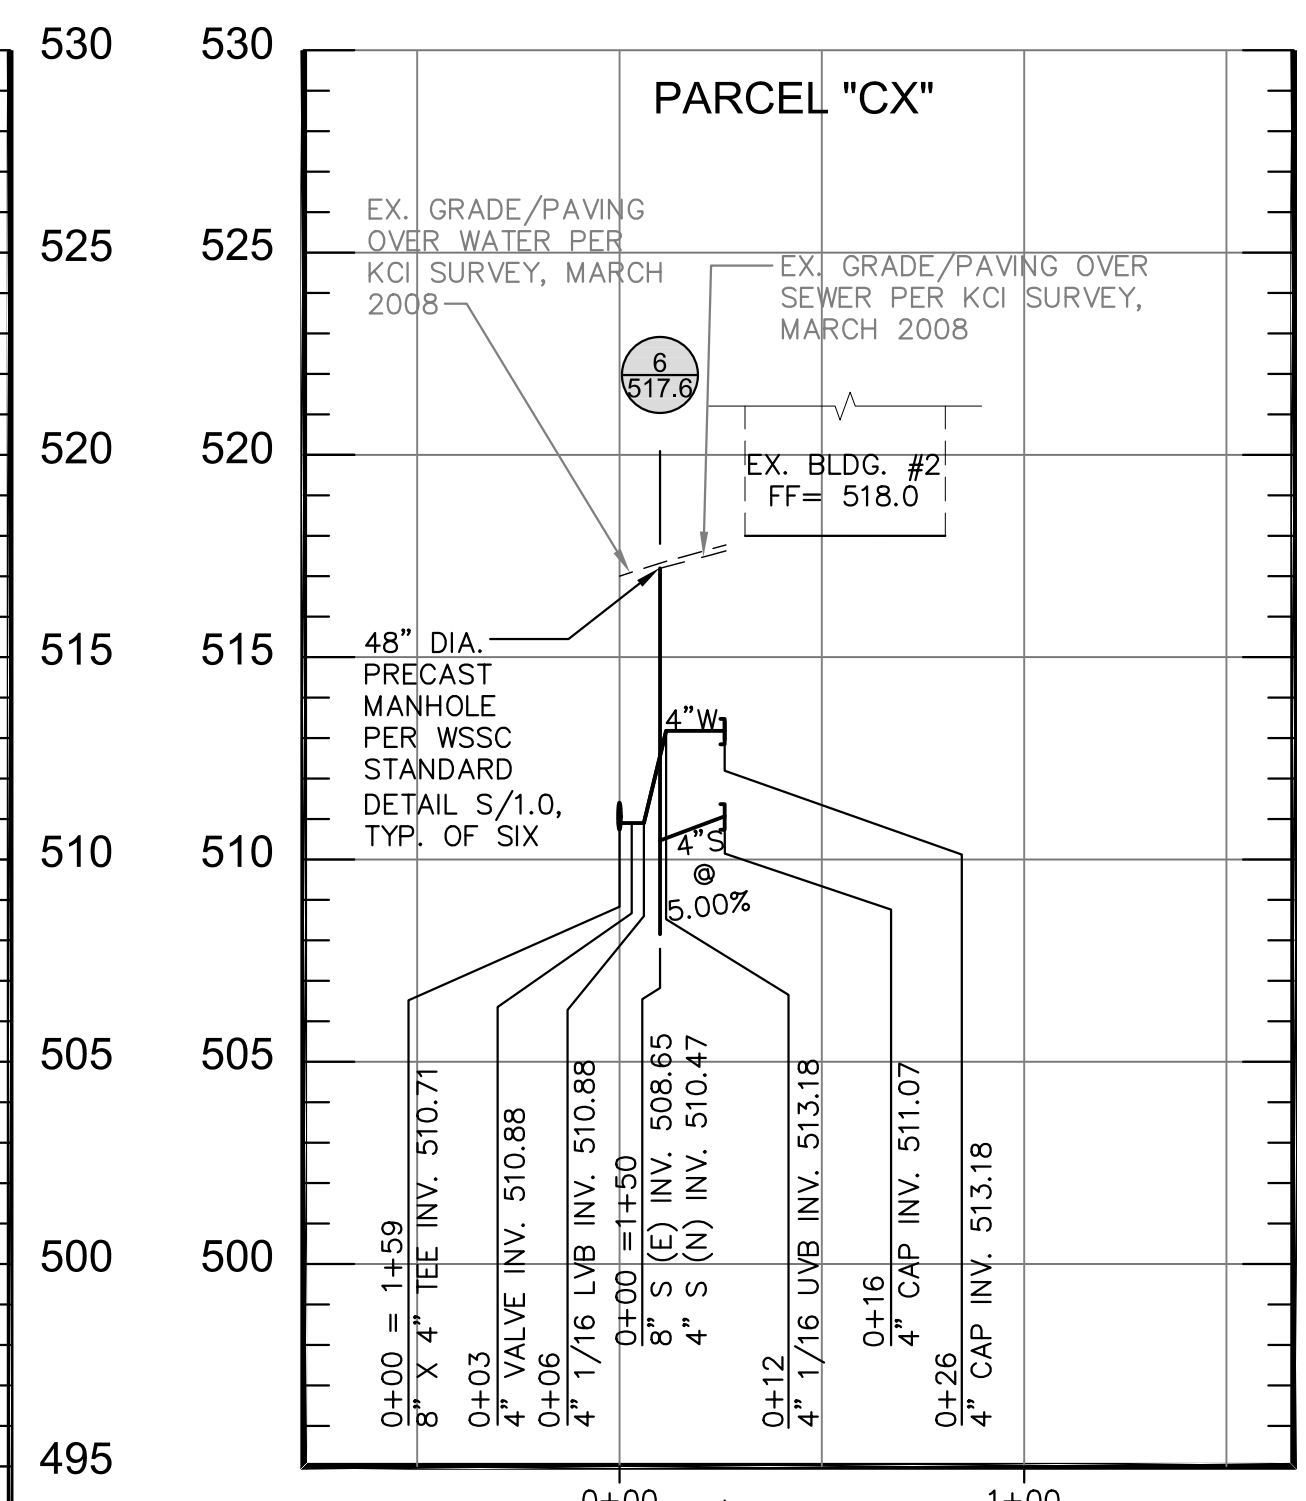 530
530
PARCEL "CX"
EX. GRADE/PAVING
OVER WATER PER
KCI SURVEY, MARCH
2008
525
525
EX. GRADE/PAVING OVER
SEWER PER KCI SURVEY,
MARCH 2008
6
517.6
520
520
EX. BLDG. #2
FF= 518.0
515
515
48" DIA.
PRECAST
MANHOLE
PER WSSC
STANDARD
DETAIL S/1.0,
TYP. OF SIX
4"W
4"S
@
5.00%
510
510
505
505
500
500
495
495
0+00 = 1+59
8" X 4" TEE INV. 510.71
0+03
4" VALVE INV. 510.88
0+06
4" 1/16 LVB INV. 510.88
0+00 =1+50
8" S (E) INV. 508.65
4" S (N) INV. 510.47
0+12
4" 1/16 UVB INV. 513.18
0+16
4" CAP INV. 511.07
0+26
4" CAP INV. 513.18
0+00
1+00